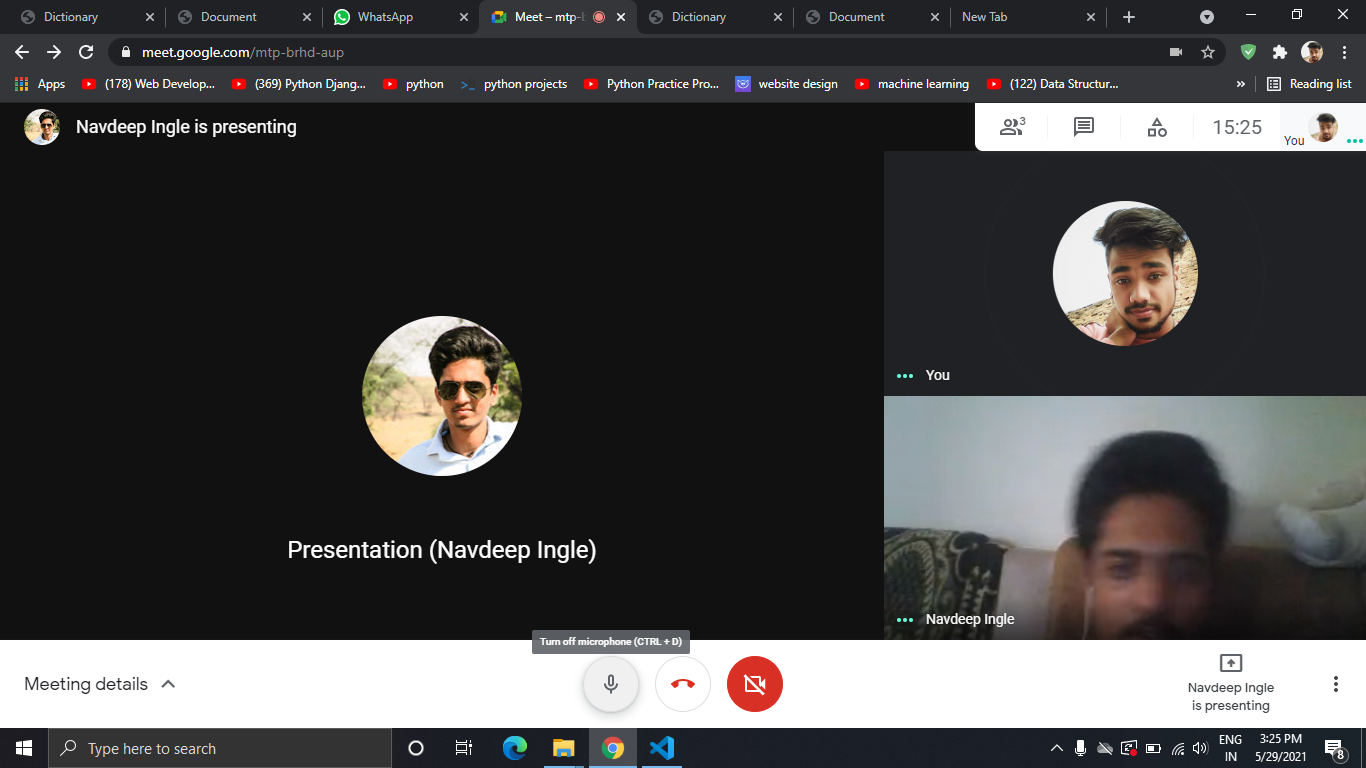 Dictionary
Document
WhatsApp
Meet – mtp-b
Dictionary
Document
New Tab
meet.google.com/mtp-brhd-aup
Apps
(178) Web Develop...
(369) Python Djang...
python
python projects
Python Practice Pro...
website design
machine learning
(122) Data Structur...
»
Reading list
Navdeep Ingle is presenting
3
15:25
You
You
Presentation (Navdeep Ingle)
Navdeep Ingle
Turn off microphone (CTRL + D)
Meeting details
Navdeep Ingle
is presenting
Type here to search
ENG
IN
3:25 PM
5/29/2021
8